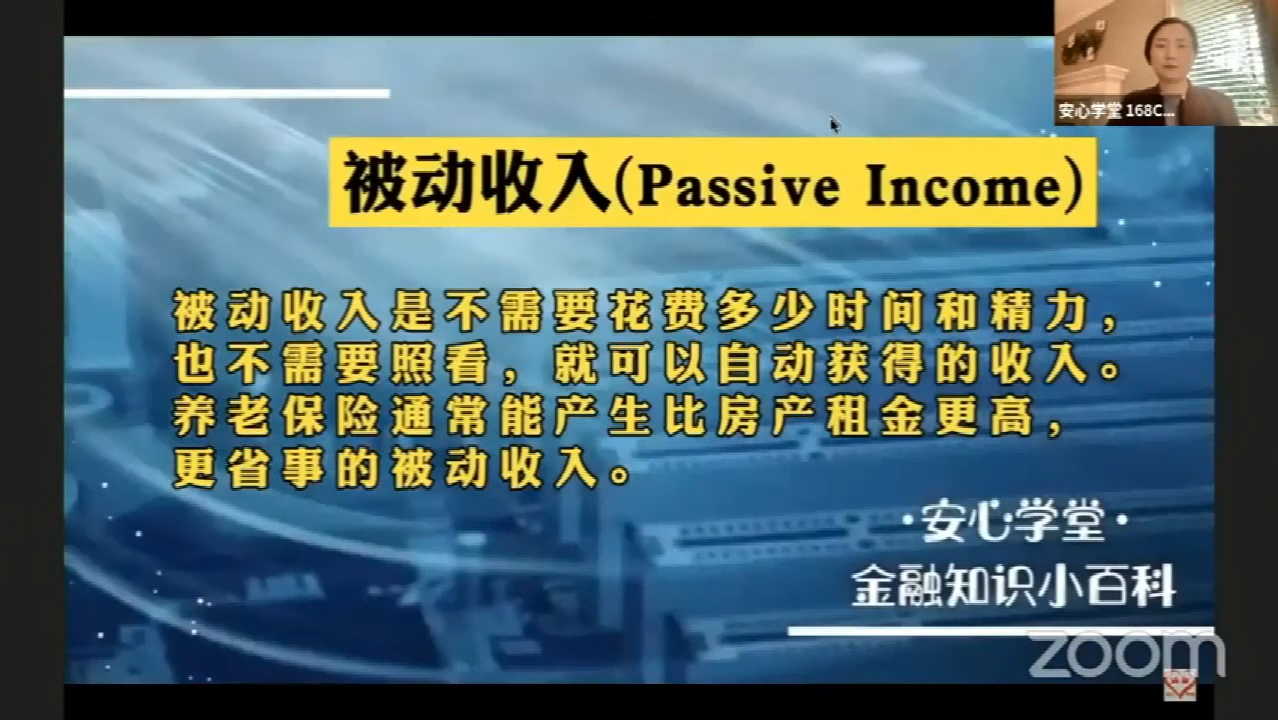 安心学堂 168C...
被动收入(Passive Income)
被动收入是不需要花费多少时间和精力，
也不需要照看，就可以自动获得的收入。
养老保险通常能产生比房产租金更高，
更省事的被动收入。
·安心学堂·
金融知识小百科
zoom